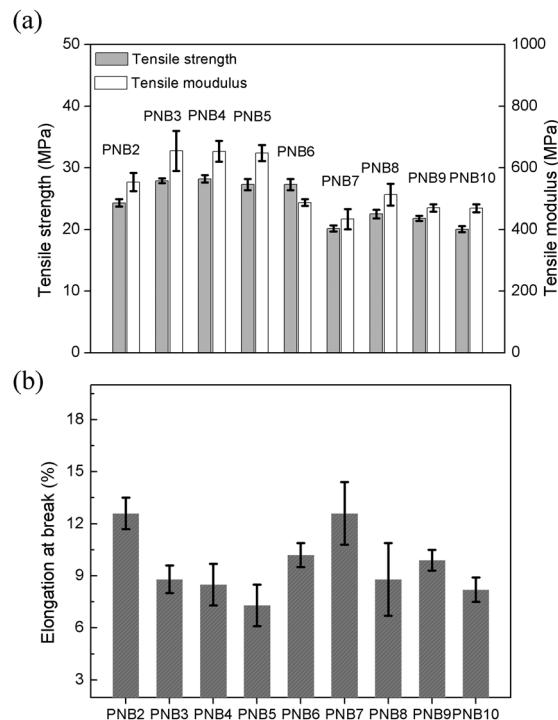 (a)
50
1000
Tensile strength
Tensile moudulus
40
800
PNB2
PNB3
PNB4
PNB5
PNB6
PNB7
PNB8
PNB9
PNB10
30
600
20
400
10
200
0
0
Tensile strength (MPa)
Tensile modulus (MPa)
(b)
18
15
12
9
6
3
Elongation at break (%)
PNB2 PNB3 PNB4 PNB5 PNB6 PNB7 PNB8 PNB9 PNB10